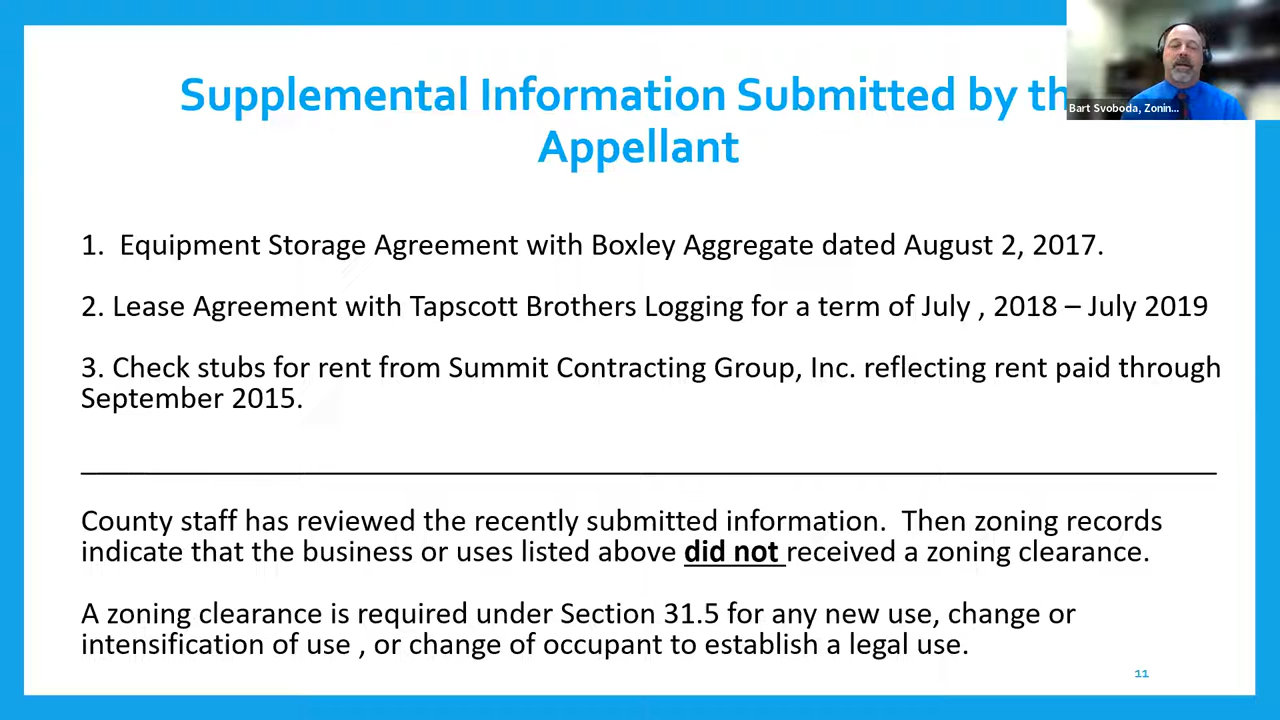 Supplemental Information Submitted by th
Appellant
Bart Svoboda, Zonin...
1. Equipment Storage Agreement with Boxley Aggregate dated August 2, 2017.
2. Lease Agreement with Tapscott Brothers Logging for a term of July , 2018 – July 2019
3. Check stubs for rent from Summit Contracting Group, Inc. reflecting rent paid through
September 2015.
County staff has reviewed the recently submitted information. Then zoning records
indicate that the business or uses listed above did not received a zoning clearance.
A zoning clearance is required under Section 31.5 for any new use, change or
intensification of use , or change of occupant to establish a legal use.
11